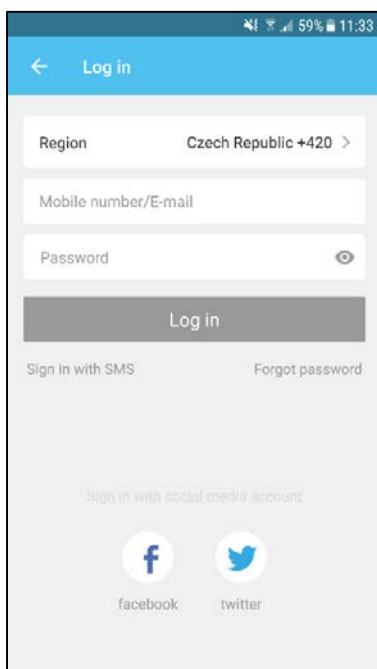 59% 11:33
Log in
Region Czech Republic +420
Mobile number/E-mail
Password
Log in
Sign in with SMS Forgot password
Sign in with social media account
facebook twitter